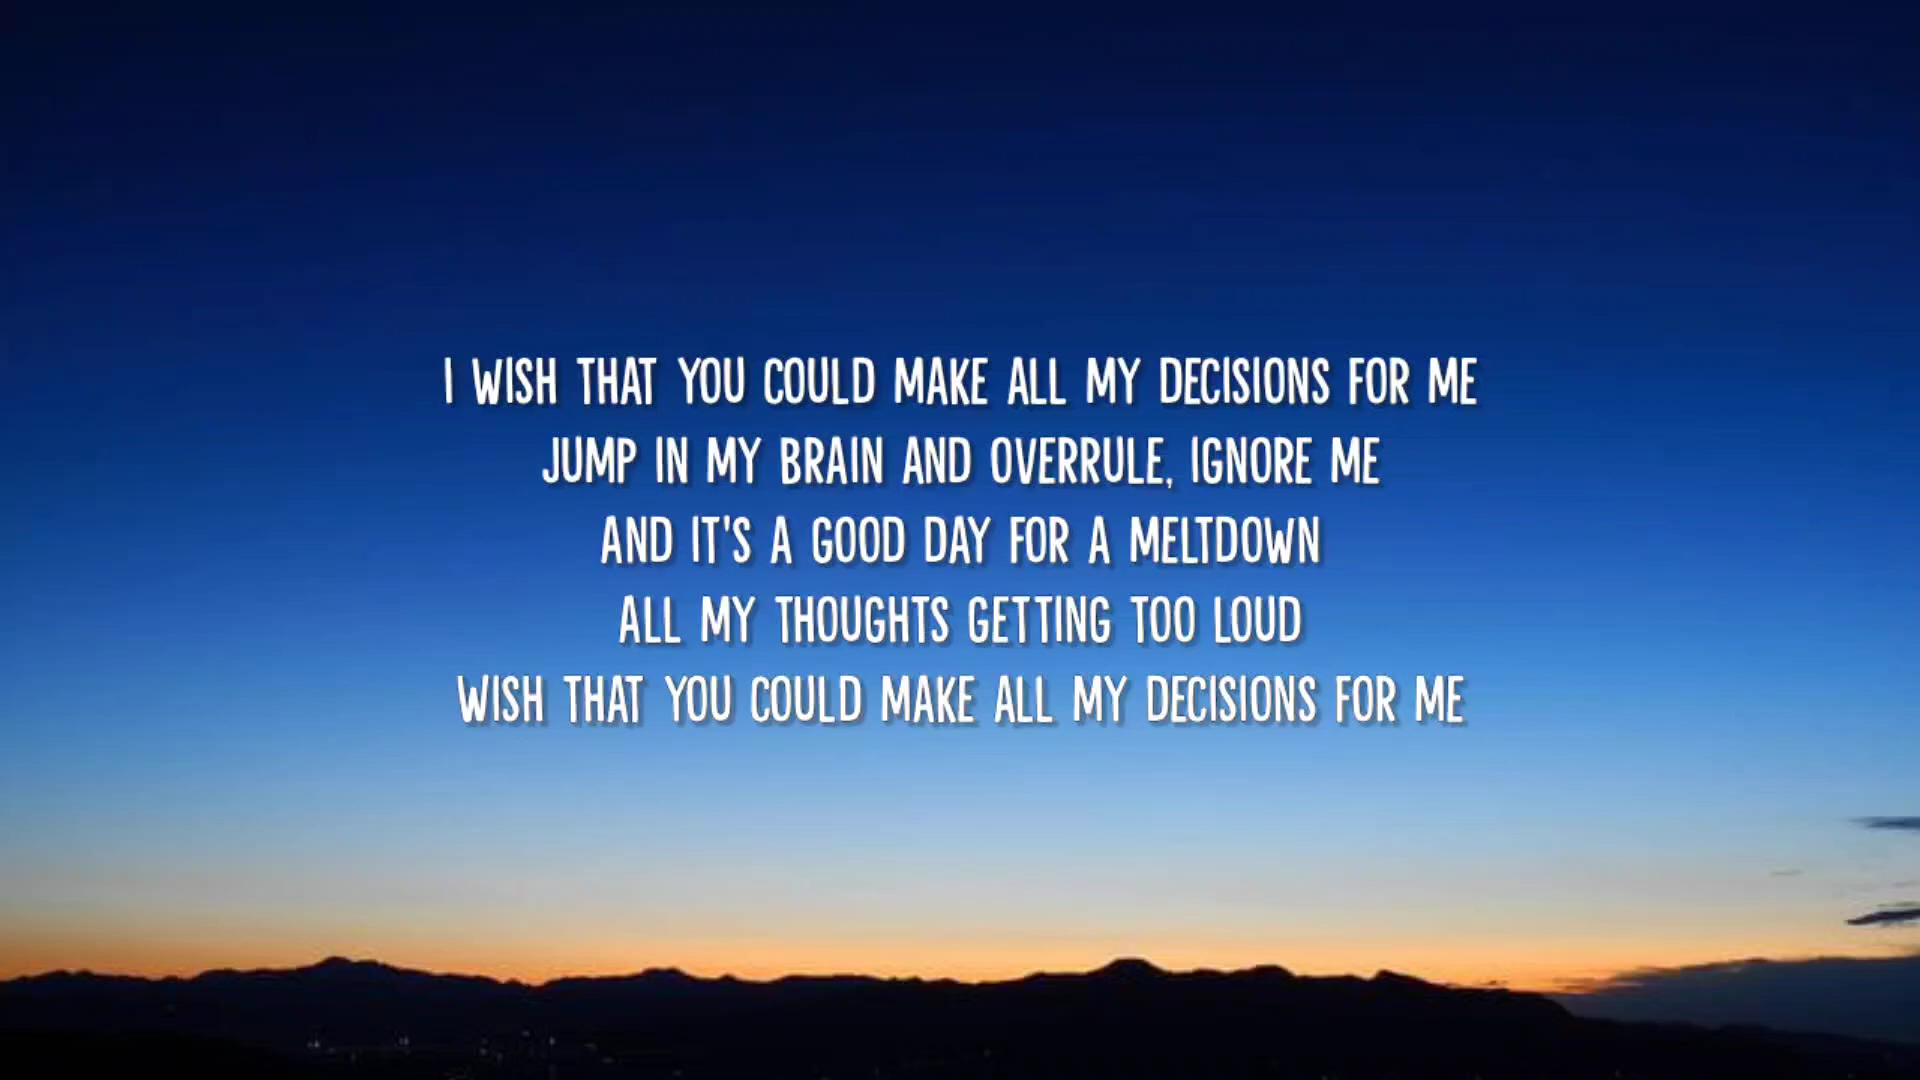 I WISH THAT YOU COULD MAKE ALL MY DECISIONS FOR ME
JUMP IN MY BRAIN AND OVERRULE, IGNORE ME
AND IT'S A GOOD DAY FOR A MELTDOWN
ALL MY THOUGHTS GETTING TOO LOUD
WISH THAT YOU COULD MAKE ALL MY DECISIONS FOR ME